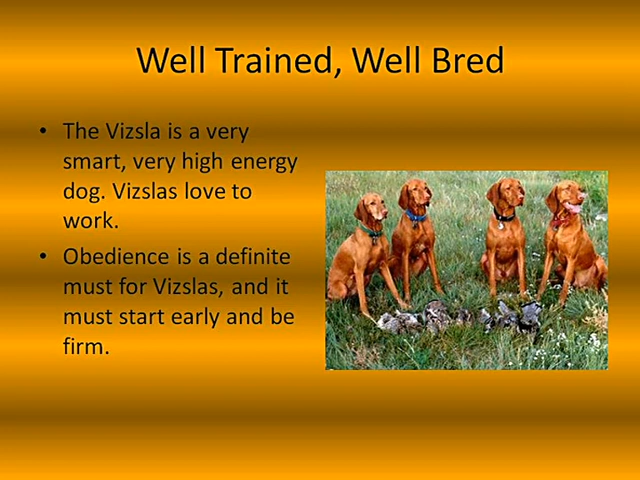 Well Trained, Well Bred
• The Vizsla is a very
smart, very high energy
dog. Vizslas love to
work.
• Obedience is a definite
must for Vizslas, and it
must start early and be
firm.